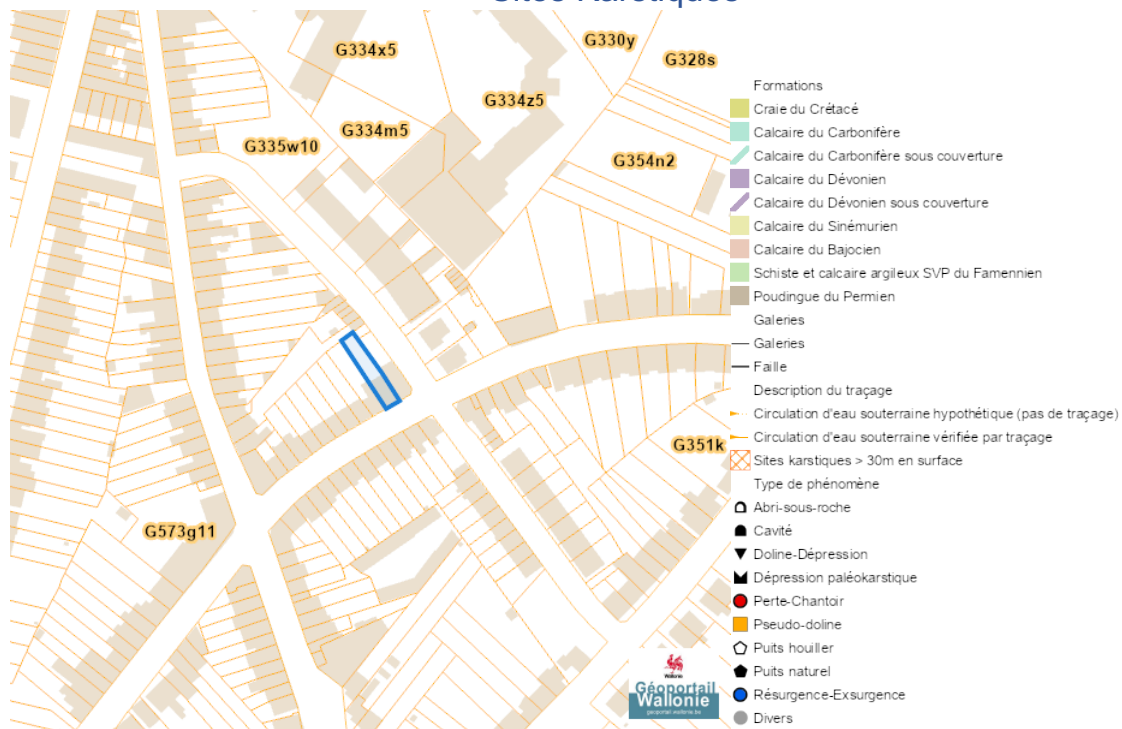 Sites Karstiques
G334x5
G330y
G328s
G334z5
G334m5
G335w10
G354n2
G351k
G573g11
Formations
Craie du Crétacé
Calcaire du Carbonifère
Calcaire du Carbonifère sous couverture
Calcaire du Dévonien
Calcaire du Dévonien sous couverture
Calcaire du Sinémurien
Calcaire du Bajocien
Schiste et calcaire argileux SVP du Famennien
Poudingue du Permien
Galeries
Galeries
Faille
Description du traçage
Circulation d'eau souterraine hypothétique (pas de traçage)
Circulation d'eau souterraine vérifiée par traçage
Sites karstiques > 30m en surface
Type de phénomène
Abri-sous-roche
Cavité
Doline-Dépression
Dépression paléokarstique
Perte-Chantoir
Pseudo-doline
Puits houiller
Puits naturel
Résurgence-Exsurgence
Divers
Wallonie
Géoportail
Wallonie
geoportail.wallonie.be